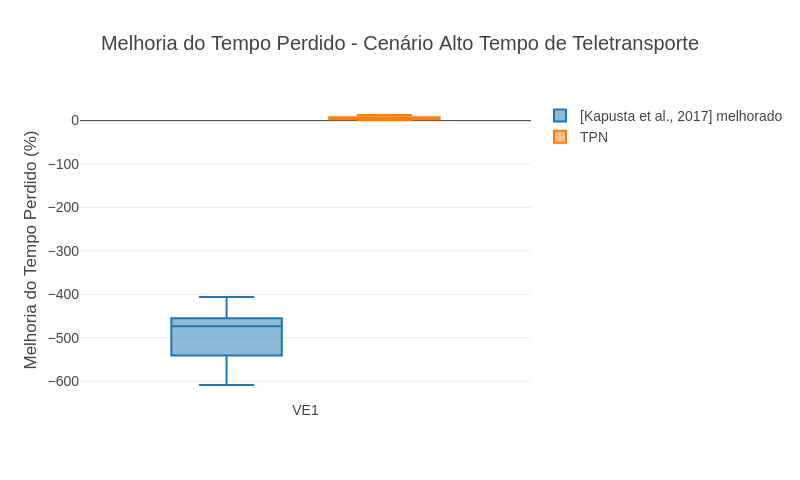 Melhoria do Tempo Perdido - Cenário Alto Tempo de Teletransporte
Melhoria do Tempo Perdido (%)
0
−100
−200
−300
−400
−500
−600
VE1
[Kapusta et al., 2017] melhorado
TPN